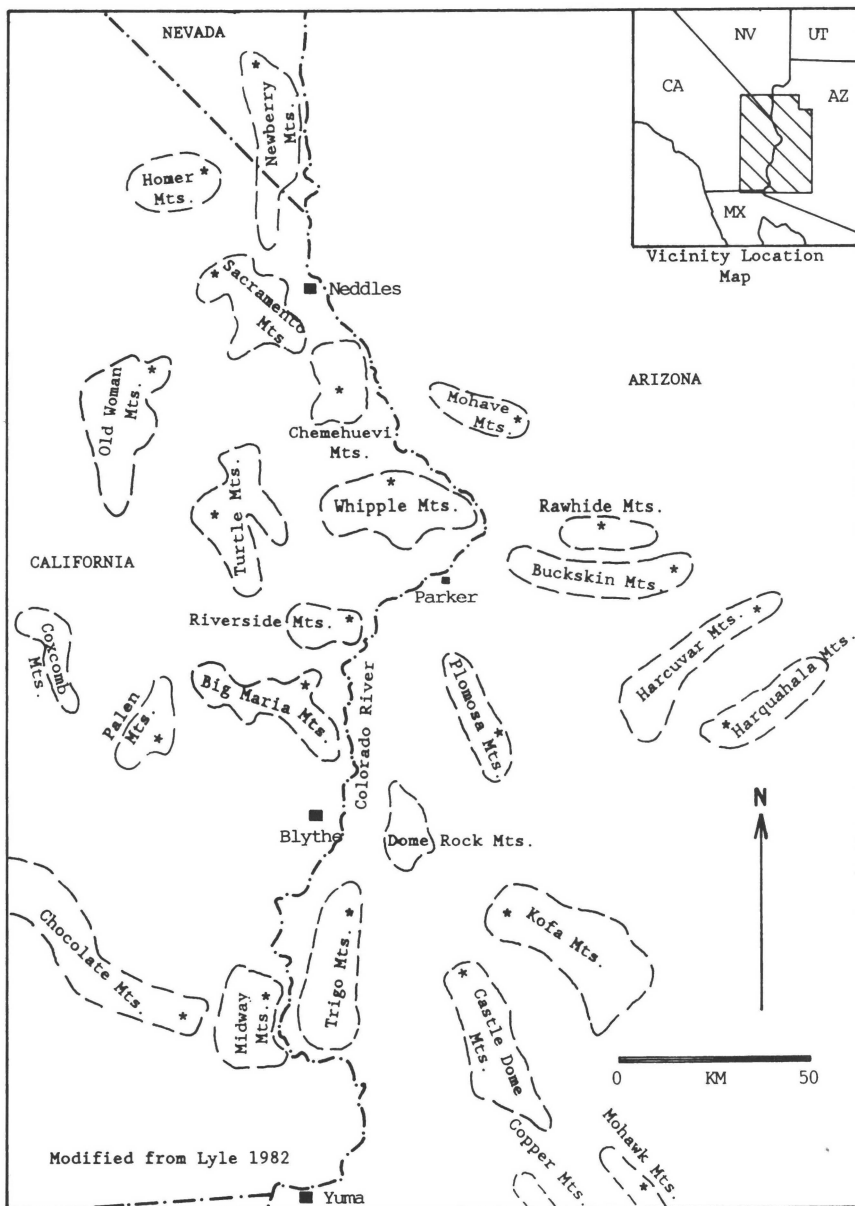 NEVADA
NV
UT
CA
AZ
MX
Vicinity Location
Map
Newberry
Mts.
Homer *
Mts.
*
Sacramento
Mts
*
Neddles
ARIZONA
Old Woman
Mts.
*
*
Chemehuevi
Mts.
Mohave
Mts.
*
Turtle Mts.
*
*
Whipple Mts.
Rawhide Mts.
*
Buckskin Mts.
*
CALIFORNIA
Parker
Riverside Mts.
*
Coxcomb
Mts.
Palen
Mts.
*
Big Maria Mts.
*
Colorado River
Plomosa Mts.
*
Harcuvar Mts.
*
Harquahala Mts.
*
N
Blythe
Dome Rock Mts.
Chocolate Mts.
*
Midway
Mts.
*
Trigo Mts.
*
Kofa Mts.
*
Castle Dome
Mts.
*
0 KM 50
Copper Mts.
Mohawk Mts.
*
Modified from Lyle 1982
Yuma